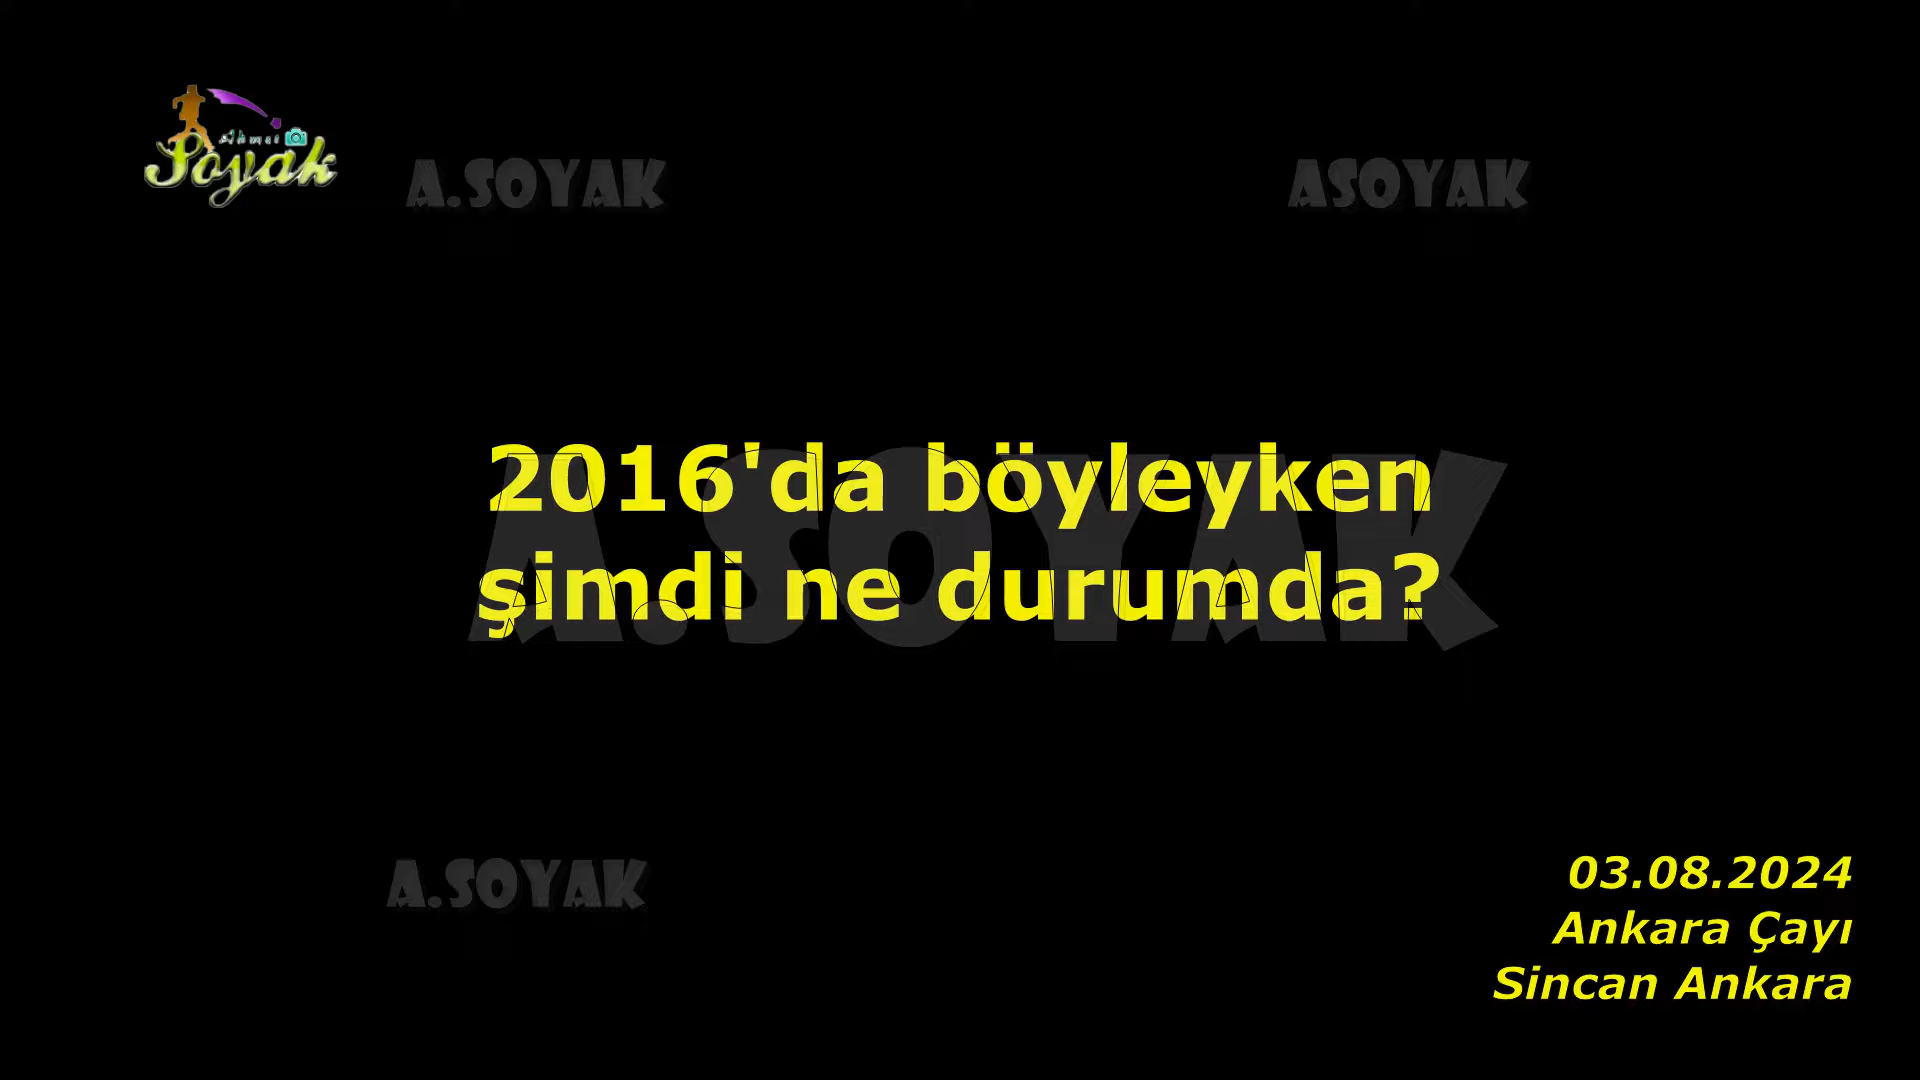 Ahmet
Soyak
A.SOYAK
ASOYAK
2016'da böyleyken
şimdi ne durumda?
A.SOYAK
A.SOYAK
03.08.2024
Ankara Çayı
Sincan Ankara